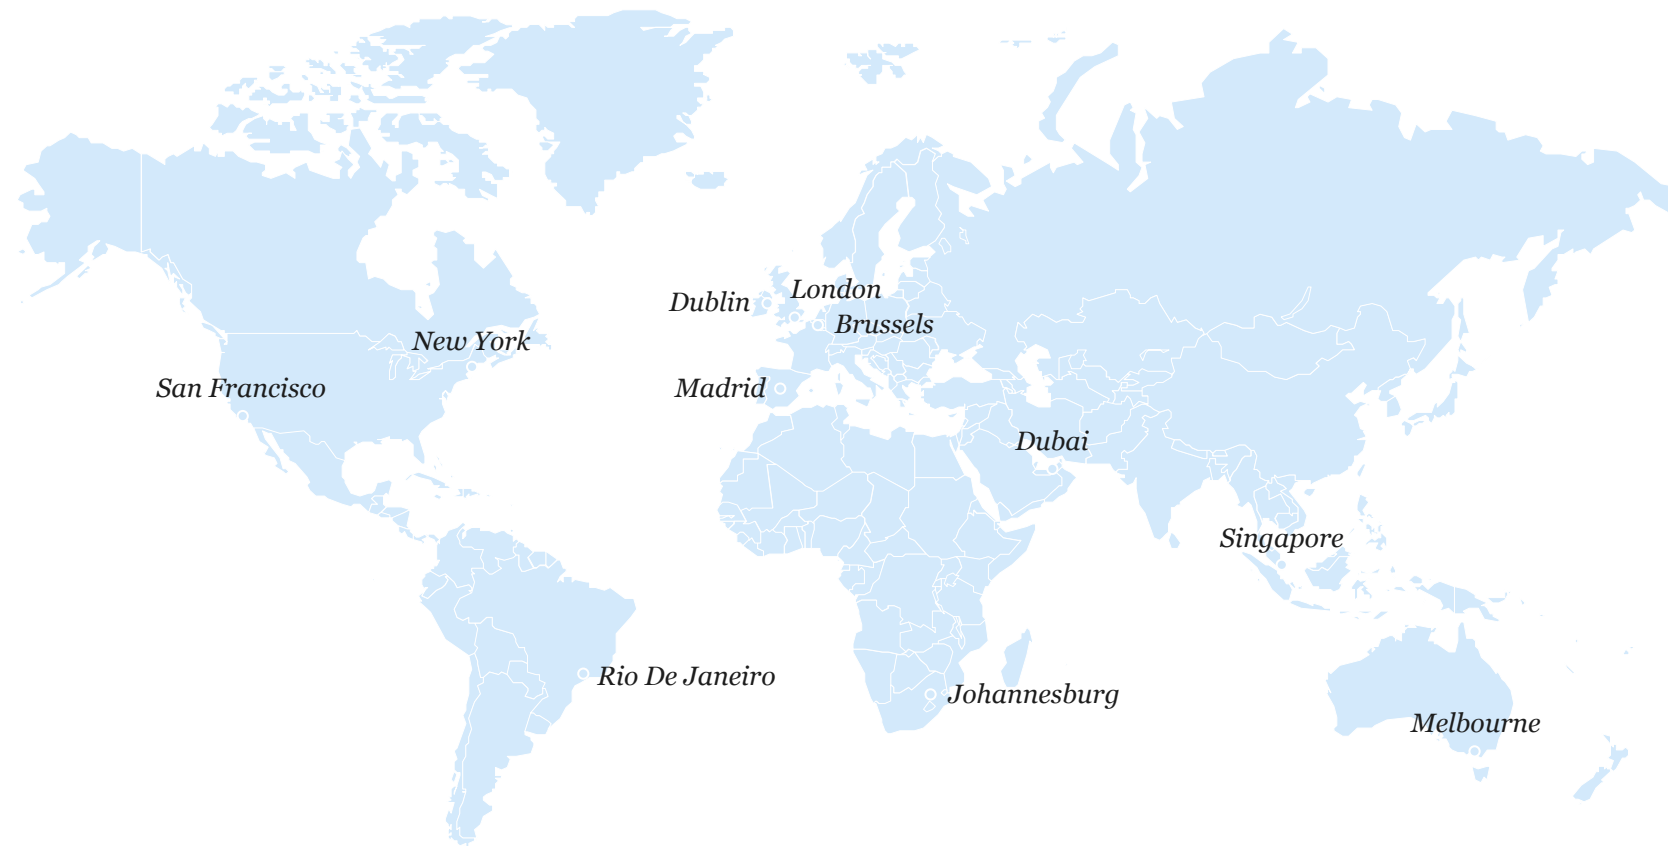 London
Dublin
Brussels
New York
San Francisco
Madrid
Dubai
Singapore
Rio De Janeiro
Johannesburg
Melbourne